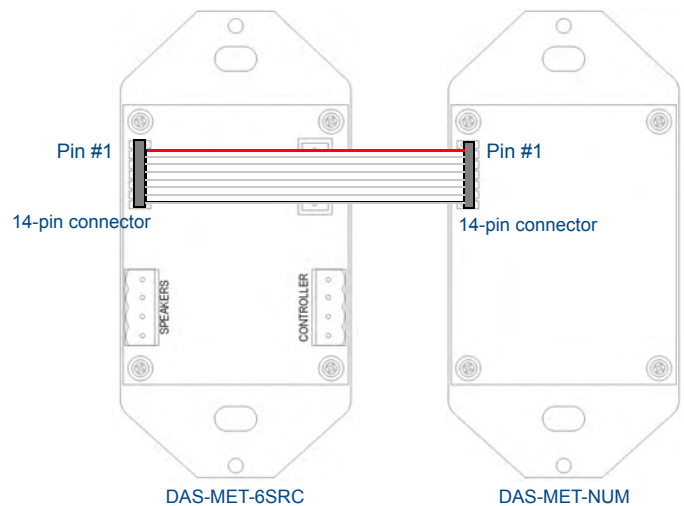 Pin #1
Pin #1
14-pin connector
14-pin connector
SPEAKERS
CONTROLLER
DAS-MET-6SRC
DAS-MET-NUM